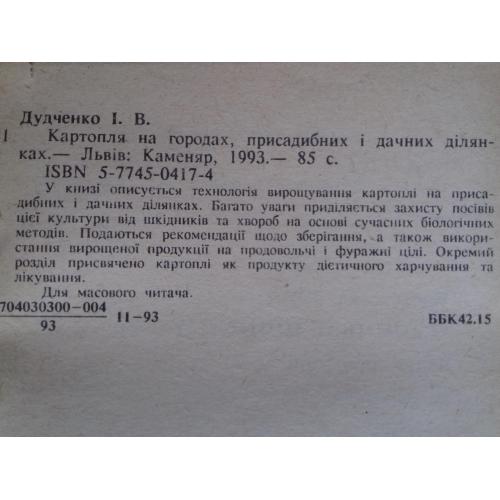 Дудченко І. В.
1 Картопля на городах, присадибних і дачних ділян-
ках.— Львів: Каменяр, 1993.— 85 с.
ISBN 5-7745-0417-4
У книзі описується технологія вирощування картоплі на приса-
дибних і дачних ділянках. Багато уваги приділяється захисту посівів
цієї культури від шкідників та хвороб на основі сучасних біологічних
методів. Подаються рекомендації щодо зберігання, а також викори-
стання вирощеної продукції на продовольчі і фуражні цілі. Окремий
розділ присвячено картоплі як продукту дієтичного харчування та
лікування.
Для масового читача.
704030300—004
93
11—93
ББК42.15